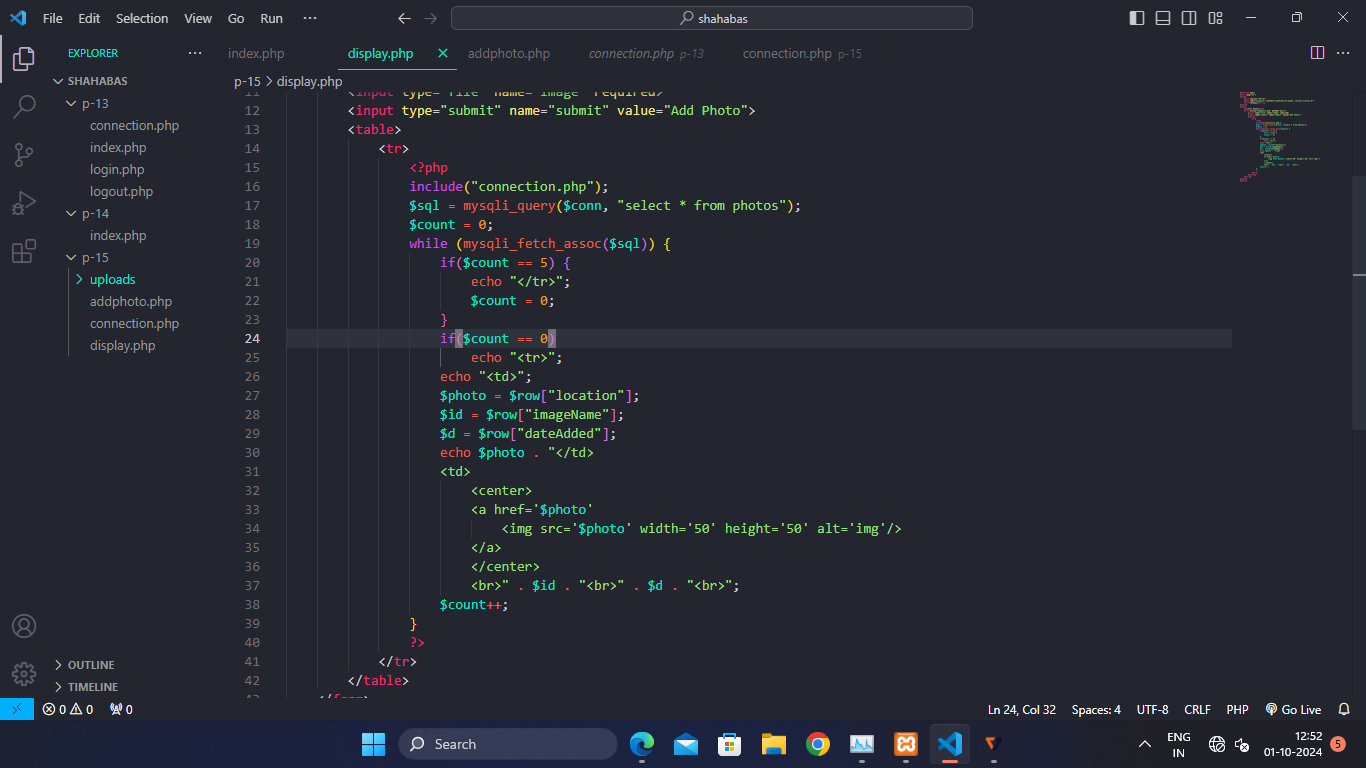 File Edit Selection View Go Run ··· shahabas
EXPLORER ···
index.php display.php addphoto.php connection.php p-13 connection.php p-15
SHAHABAS
p-13
connection.php
index.php
login.php
logout.php
p-14
index.php
p-15
uploads
addphoto.php
connection.php
display.php
OUTLINE
TIMELINE
p-15 > display.php
11 <input type="file" name="image" required>
12 <input type="submit" name="submit" value="Add Photo">
13 <table>
14 <tr>
15 <?php
16 include("connection.php");
17 $sql = mysqli_query($conn, "select * from photos");
18 $count = 0;
19 while (mysqli_fetch_assoc($sql)) {
20 if($count == 5) {
21 echo "</tr>";
22 $count = 0;
23 }
24 if($count == 0)
25 echo "<tr>";
26 echo "<td>";
27 $photo = $row["location"];
28 $id = $row["imageName"];
29 $d = $row["dateAdded"];
30 echo $photo . "</td>
31 <td>
32 <center>
33 <a href='$photo'
34 <img src='$photo' width='50' height='50' alt='img'/>
35 </a>
36 </center>
37 <br>" . $id . "<br>" . $d . "<br>";
38 $count++;
39 }
40 ?>
41 </tr>
42 </table>
43 </form>
0 0 0 Ln 24, Col 32 Spaces: 4 UTF-8 CRLF PHP Go Live
Search
ENG
IN
12:52
01-10-2024
5